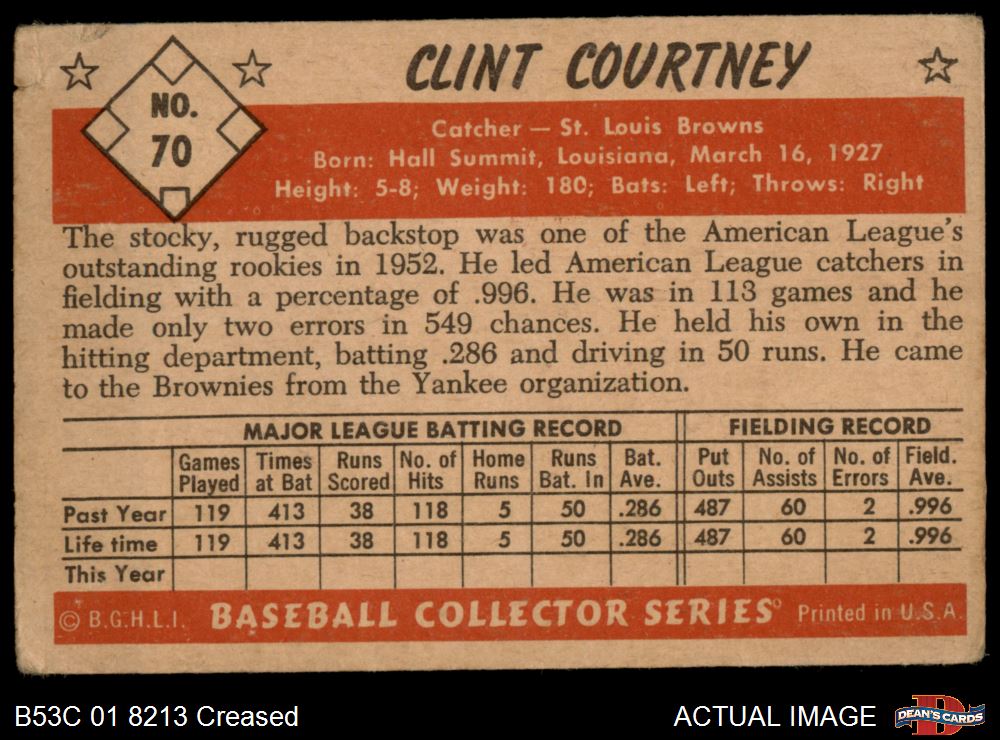 CLINT COURTNEY
NO.
70
Catcher — St. Louis Browns
Born: Hall Summit, Louisiana, March 16, 1927
Height: 5-8; Weight: 180; Bats: Left; Throws: Right
The stocky, rugged backstop was one of the American League's
outstanding rookies in 1952. He led American League catchers in
fielding with a percentage of .996. He was in 113 games and he
made only two errors in 549 chances. He held his own in the
hitting department, batting .286 and driving in 50 runs. He came
to the Brownies from the Yankee organization.
MAJOR LEAGUE BATTING RECORD FIELDING RECORD
Games Times Runs No. of Home Runs Bat. Put No. of No. of Field.
Played at Bat Scored Hits Runs Bat. In Ave. Outs Assists Errors Ave.
Past Year 119 413 38 118 5 50 .286 487 60 2 .996
Life time 119 413 38 118 5 50 .286 487 60 2 .996
This Year
© B.G.H.L.I. BASEBALL COLLECTOR SERIES Printed in U.S.A.
B53C 01 8213 Creased ACTUAL IMAGE D DEAN'S CARDS